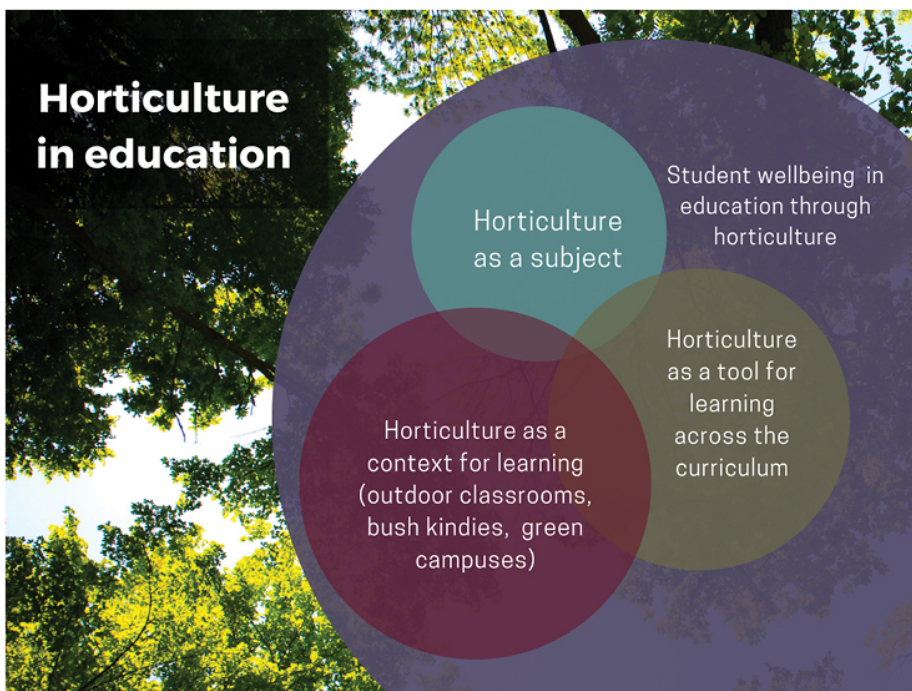 Horticulture
in education
Student wellbeing in
education through
horticulture
Horticulture
as a subject
Horticulture
as a tool for
learning
across the
curriculum
Horticulture as a
context for learning
(outdoor classrooms,
bush kindies, green
campuses)